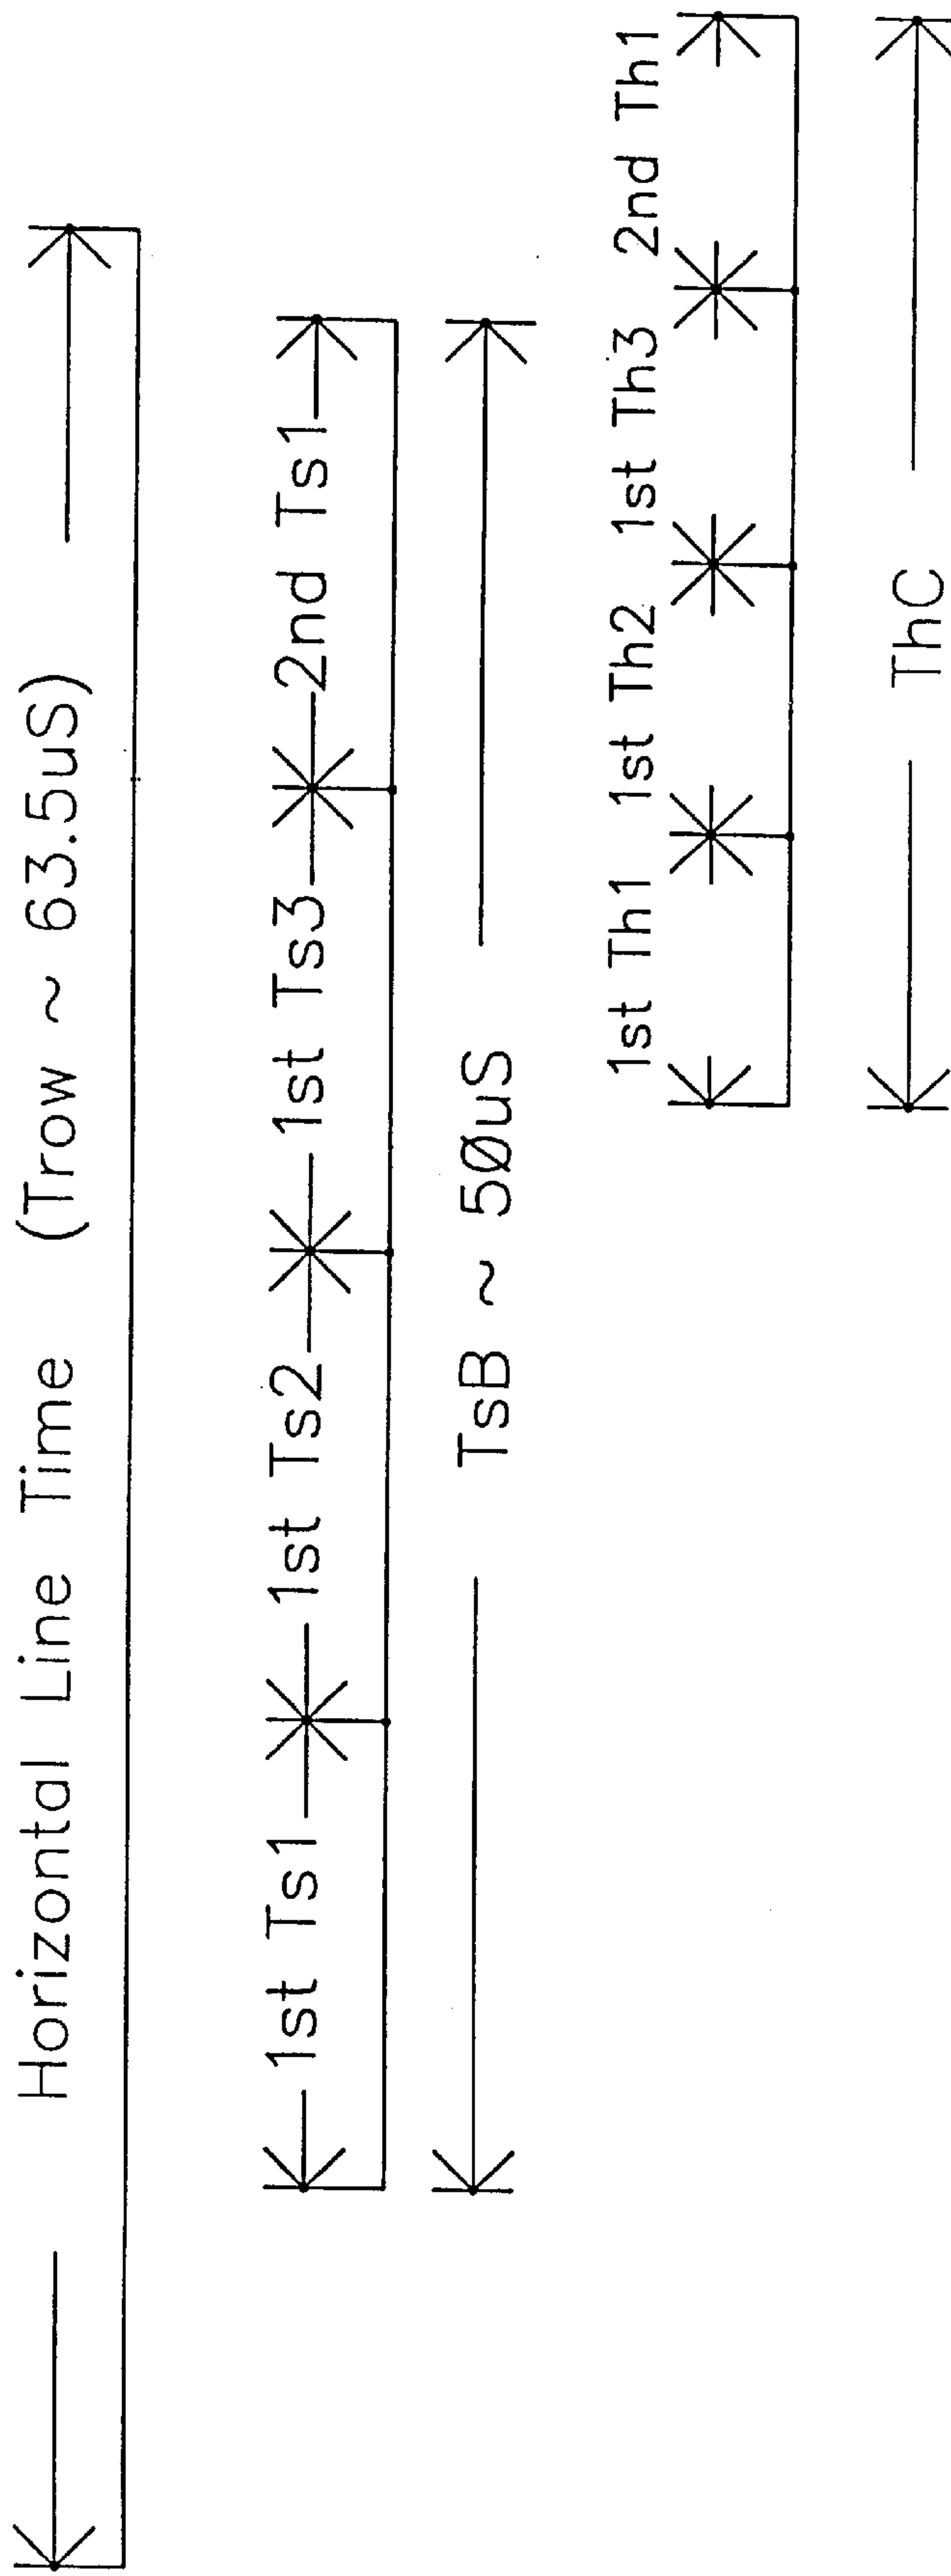 Horizontal Line Time (Trow ~ 63.5uS)
1st Ts1 1st Ts2 1st Ts3 2nd Ts1
TsB ~ 50uS
1st Th1 1st Th2 1st Th3 2nd Th1
ThC